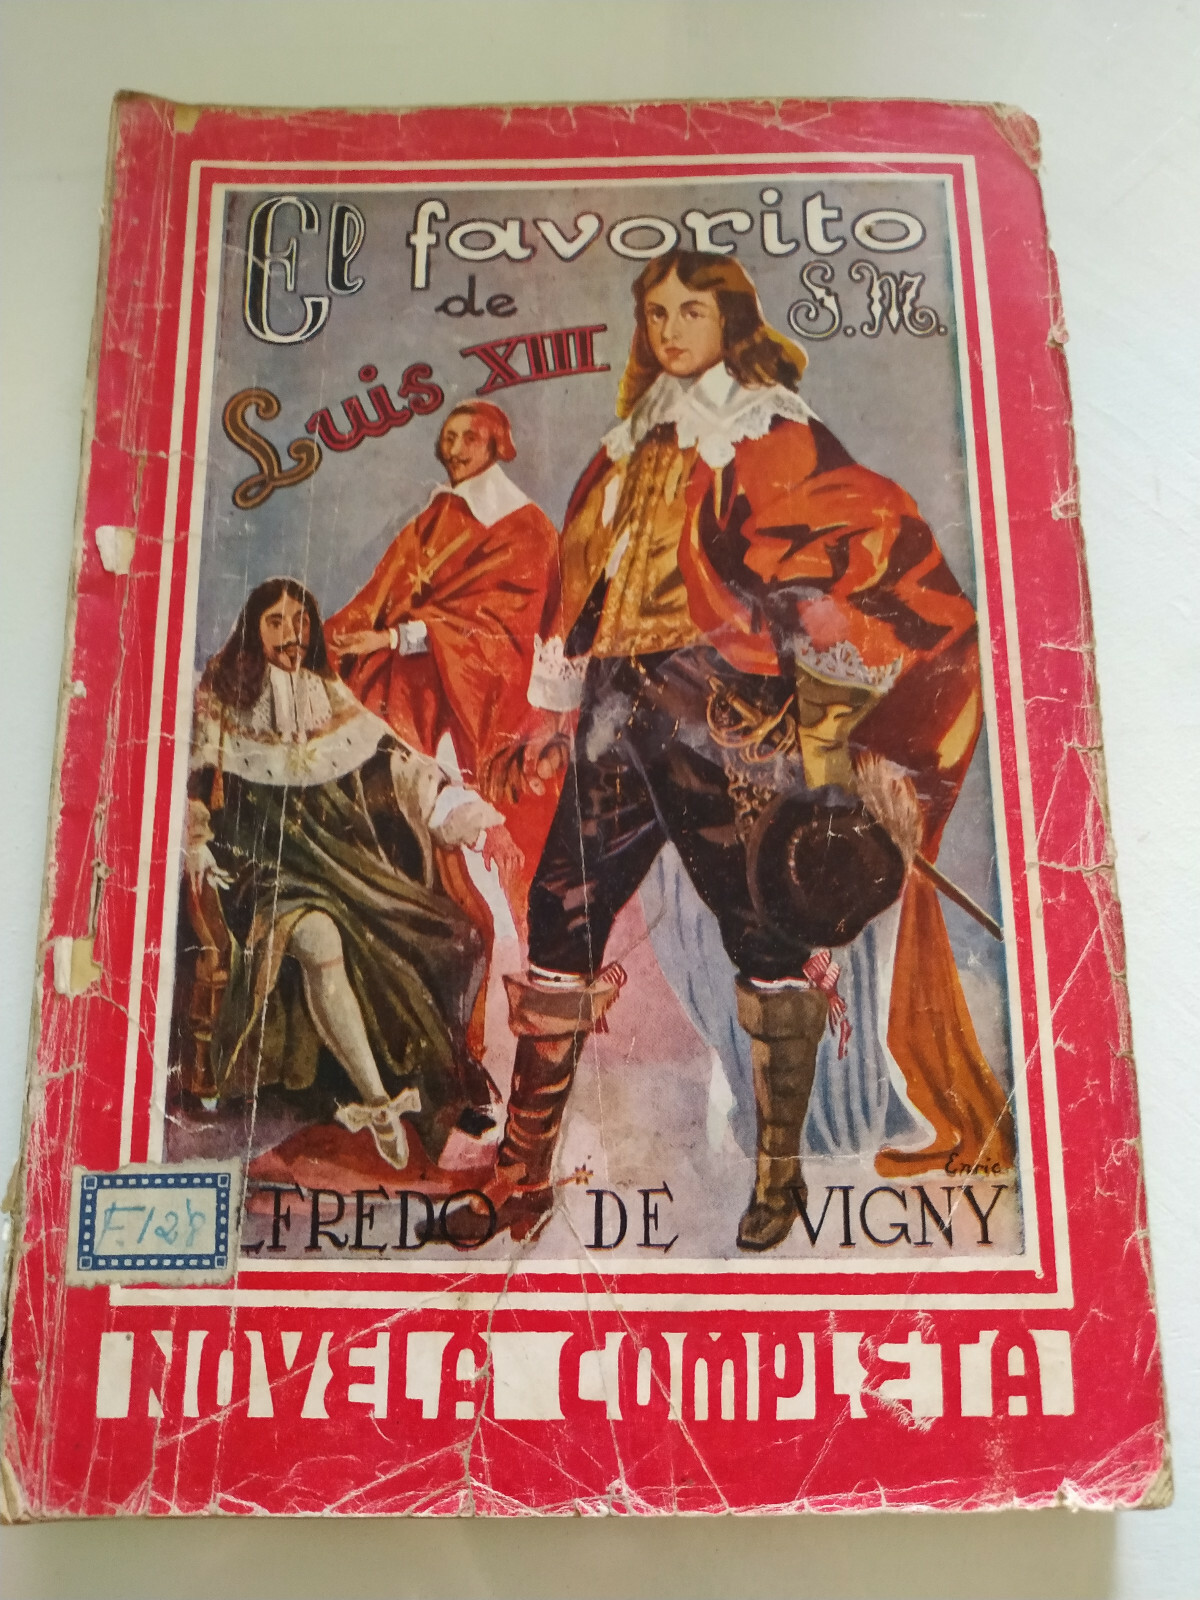 El favorito
de S.M.
Luis XIII
Enric
LFREDO DE VIGNY
F.128
NOVELA COMPLETA